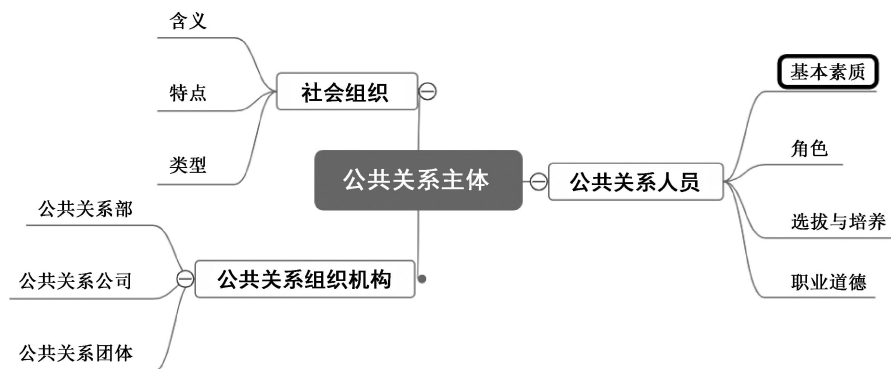 公共关系主体
社会组织
含义
特点
类型
公共关系组织机构
公共关系部
公共关系公司
公共关系团体
公共关系人员
基本素质
角色
选拔与培养
职业道德